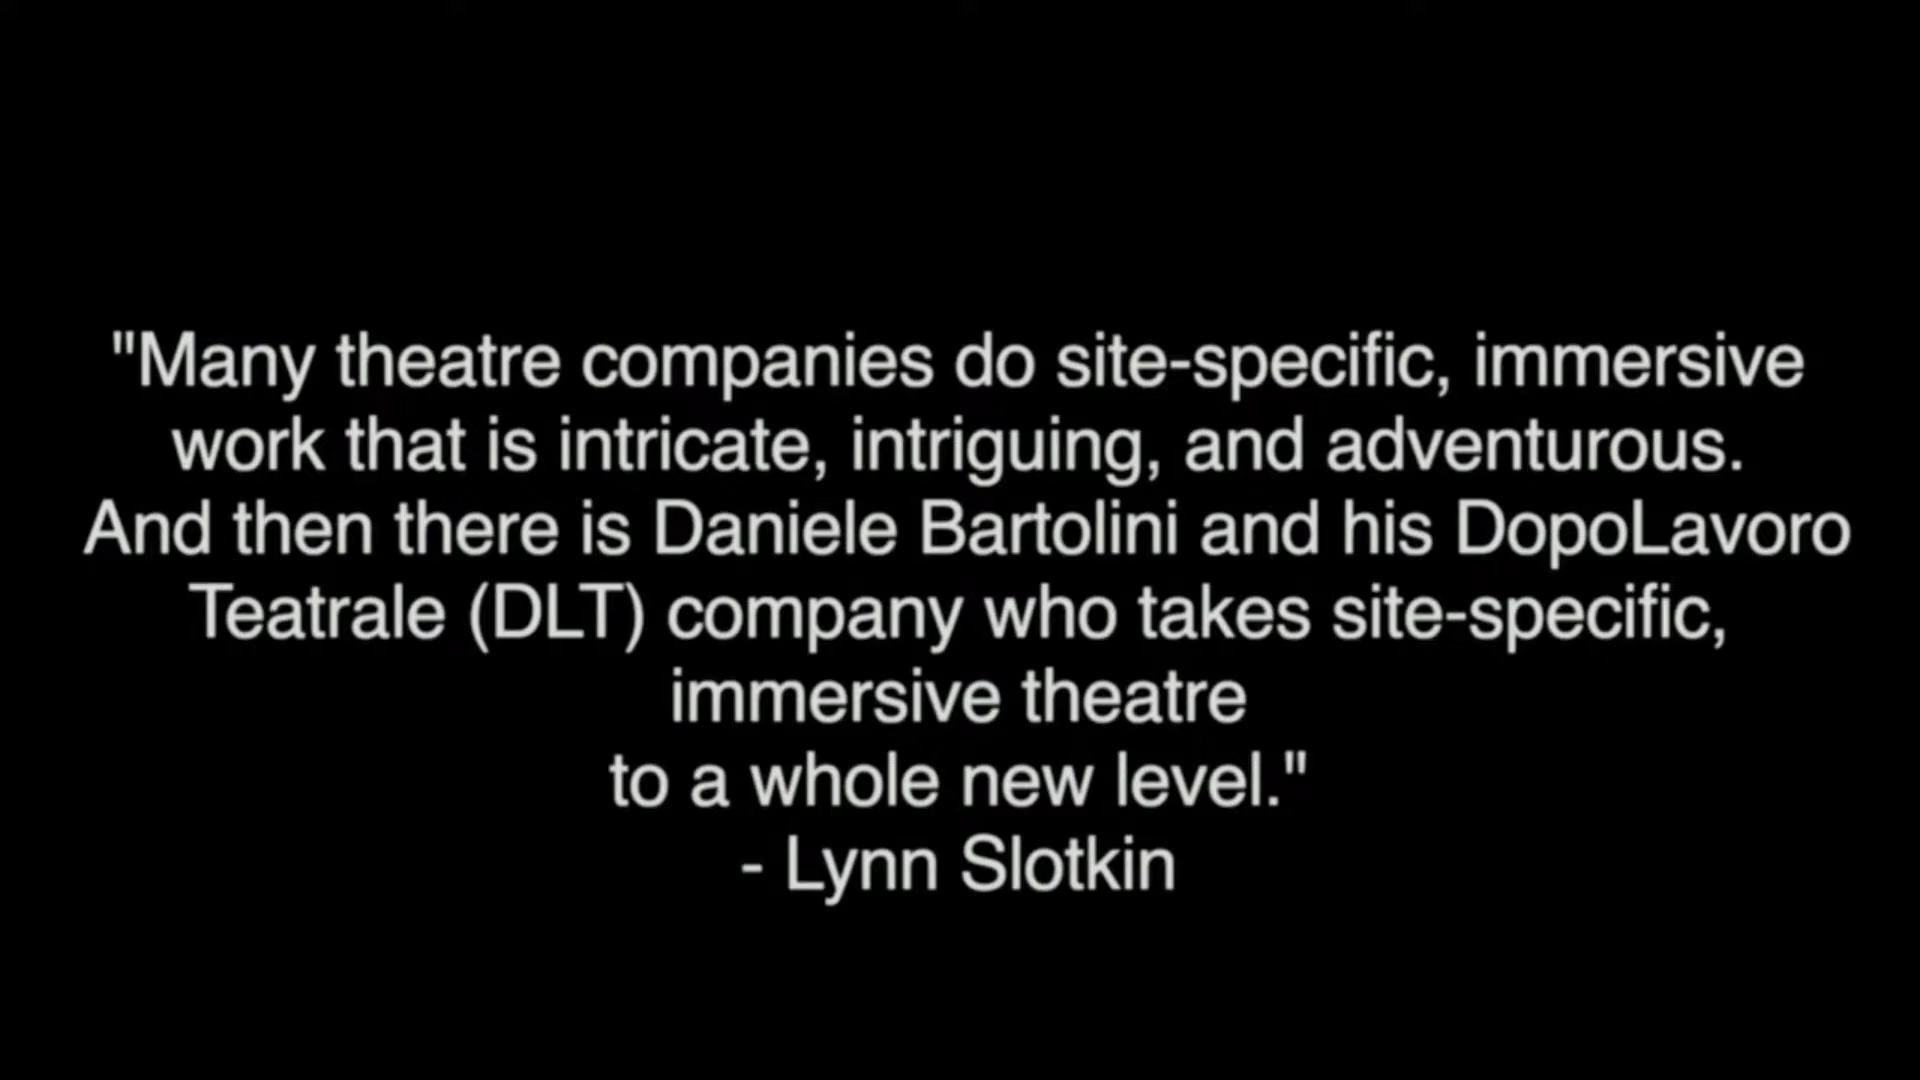 "Many theatre companies do site-specific, immersive
work that is intricate, intriguing, and adventurous.
And then there is Daniele Bartolini and his DopoLavoro
Teatrale (DLT) company who takes site-specific,
immersive theatre
to a whole new level."
- Lynn Slotkin